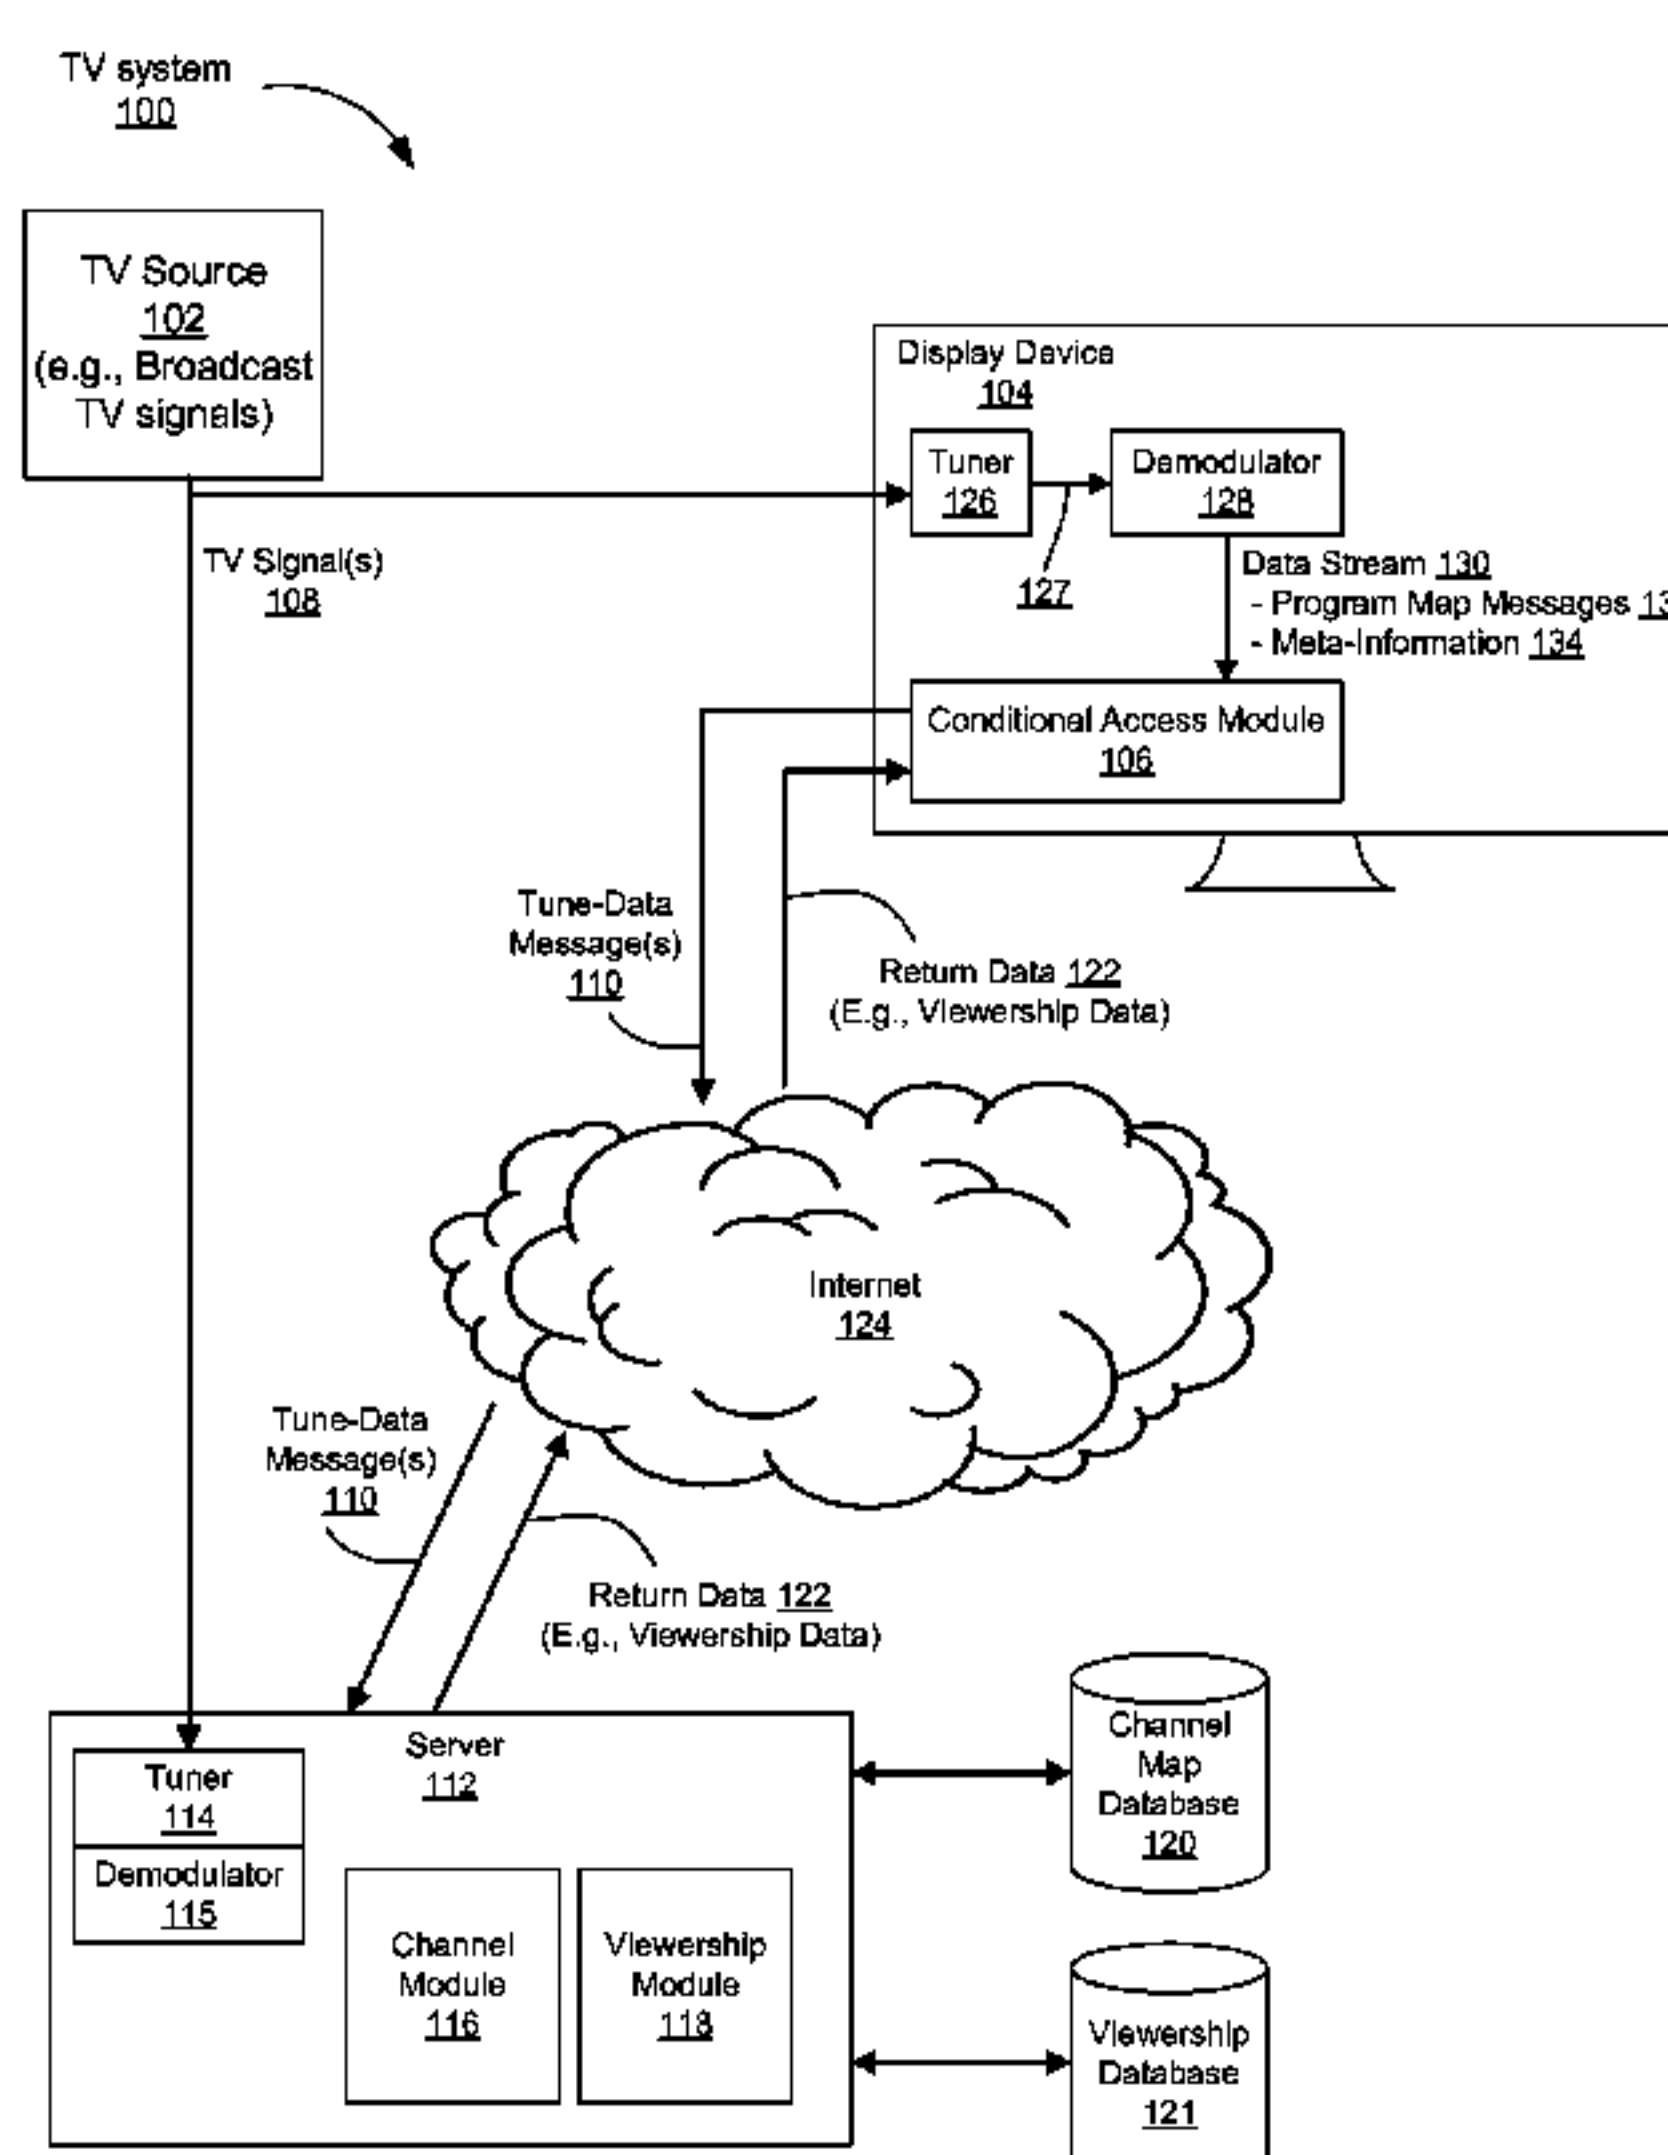 TV system
100
TV Source
102
(e.g., Broadcast
TV signals)
Display Device
104
Tuner
126
Demodulator
128
127
TV Signal(s)
108
Data Stream 130
- Program Map Messages 13
- Meta-Information 134
Conditional Access Module
106
Tune-Data
Message(s)
110
Return Data 122
(E.g., Viewership Data)
Internet
124
Tune-Data
Message(s)
110
Return Data 122
(E.g., Viewership Data)
Server
112
Tuner
114
Demodulator
115
Channel
Module
116
Viewership
Module
118
Channel
Map
Database
120
Viewership
Database
121